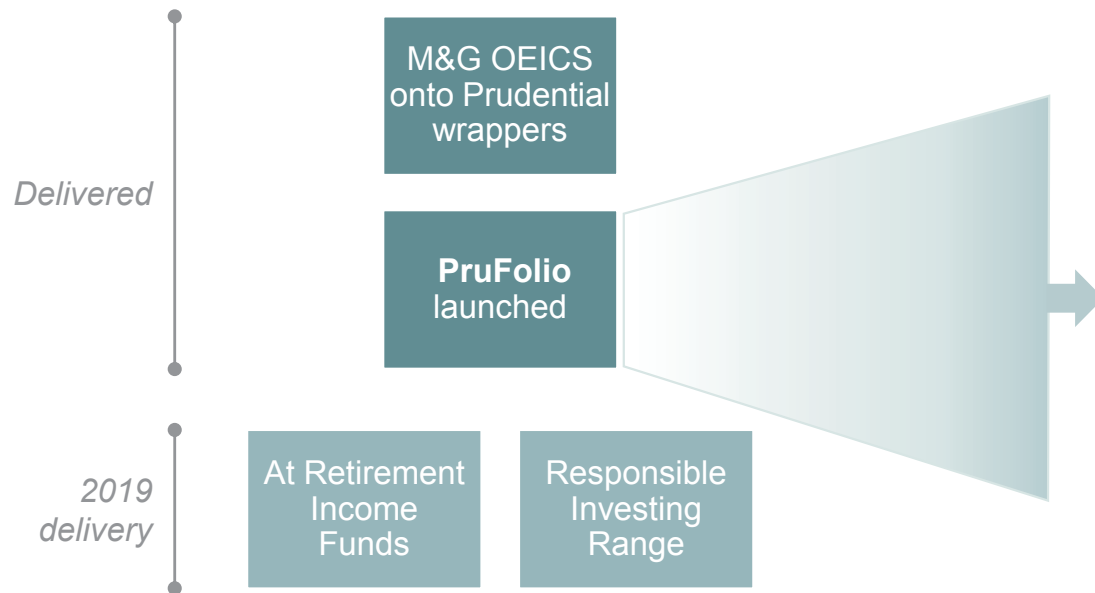 M&G OEICS
onto Prudential
wrappers
Delivered
PruFolio
launched
2019
delivery
At Retirement
Income
Funds
Responsible
Investing
Range